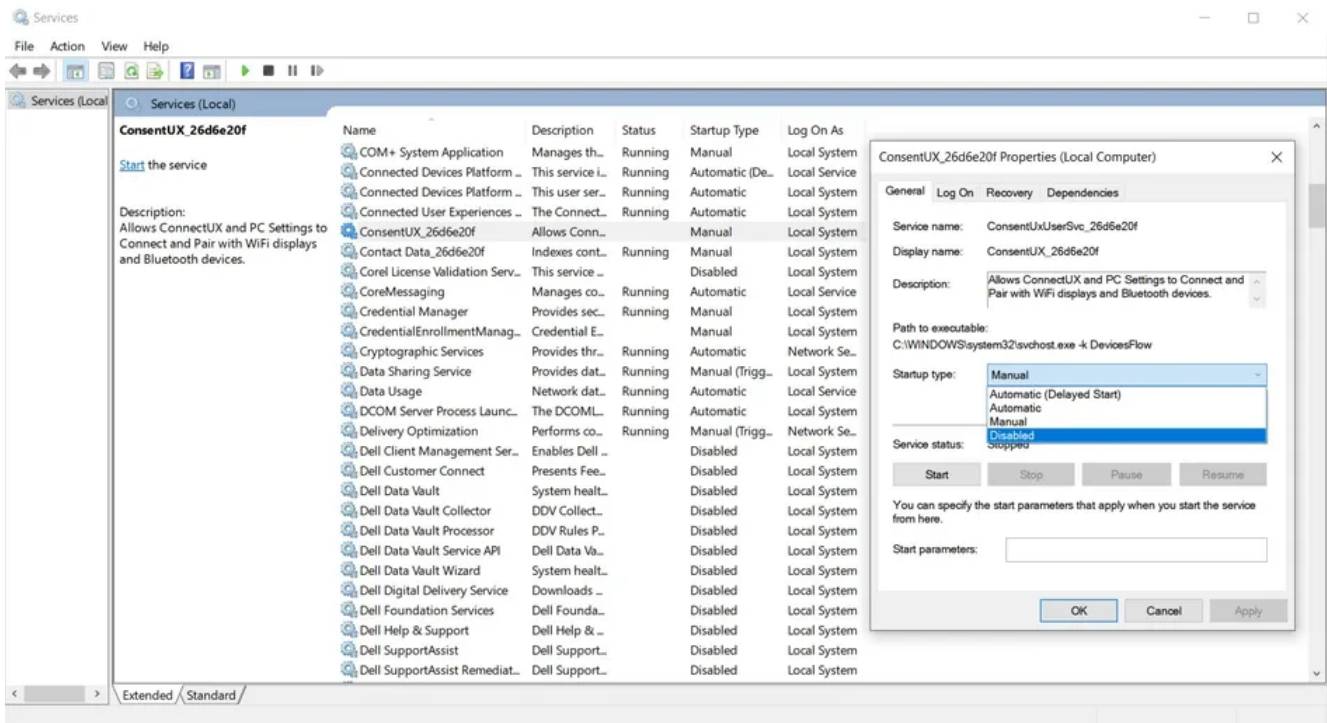 Services
File Action View Help
Services (Local
Services (Local)
ConsentUX_26d6e20f
Start the service
Description:
Allows ConnectUX and PC Settings to
Connect and Pair with WiFi displays
and Bluetooth devices.
Name Description Status Startup Type Log On As
COM+ System Application Manages th... Running Manual Local System
Connected Devices Platform ... This service i... Running Automatic (De... Local Service
Connected Devices Platform ... This user ser... Running Automatic Local System
Connected User Experiences ... The Connect... Running Automatic Local System
ConsentUX_26d6e20f Allows Conn... Manual Local System
Contact Data_26d6e20f Indexes cont... Running Manual Local System
Corel License Validation Serv... This service ... Disabled Local System
CoreMessaging Manages co... Running Automatic Local Service
Credential Manager Provides sec... Running Manual Local System
CredentialEnrollmentManag... Credential E... Manual Local System
Cryptographic Services Provides thr... Running Automatic Network Se...
Data Sharing Service Provides dat... Running Manual (Trigg... Local System
Data Usage Network dat... Running Automatic Local Service
DCOM Server Process Launc... The DCOML... Running Automatic Local System
Delivery Optimization Performs co... Running Manual (Trigg... Network Se...
Dell Client Management Ser... Enables Dell ... Disabled Local System
Dell Customer Connect Presents Fee... Disabled Local System
Dell Data Vault System healt... Disabled Local System
Dell Data Vault Collector DDV Collect... Disabled Local System
Dell Data Vault Processor DDV Rules P... Disabled Local System
Dell Data Vault Service API Dell Data Va... Disabled Local System
Dell Data Vault Wizard System healt... Disabled Local System
Dell Digital Delivery Service Downloads ... Disabled Local System
Dell Foundation Services Dell Founda... Disabled Local System
Dell Help & Support Dell Help & ... Disabled Local System
Dell SupportAssist Dell Support... Disabled Local System
Dell SupportAssist Remediat... Dell Support... Disabled Local System
Extended Standard
ConsentUX_26d6e20f Properties (Local Computer)
General Log On Recovery Dependencies
Service name: ConsentUxUserSvc_26d6e20f
Display name: ConsentUX_26d6e20f
Description: Allows ConnectUX and PC Settings to Connect and
Pair with WiFi displays and Bluetooth devices.
Path to executable:
C:\WINDOWS\system32\svchost.exe -k DevicesFlow
Startup type: Manual
Automatic (Delayed Start)
Automatic
Manual
Disabled
Service status: Stopped
Start Stop Pause Resume
You can specify the start parameters that apply when you start the service
from here.
Start parameters:
OK Cancel Apply